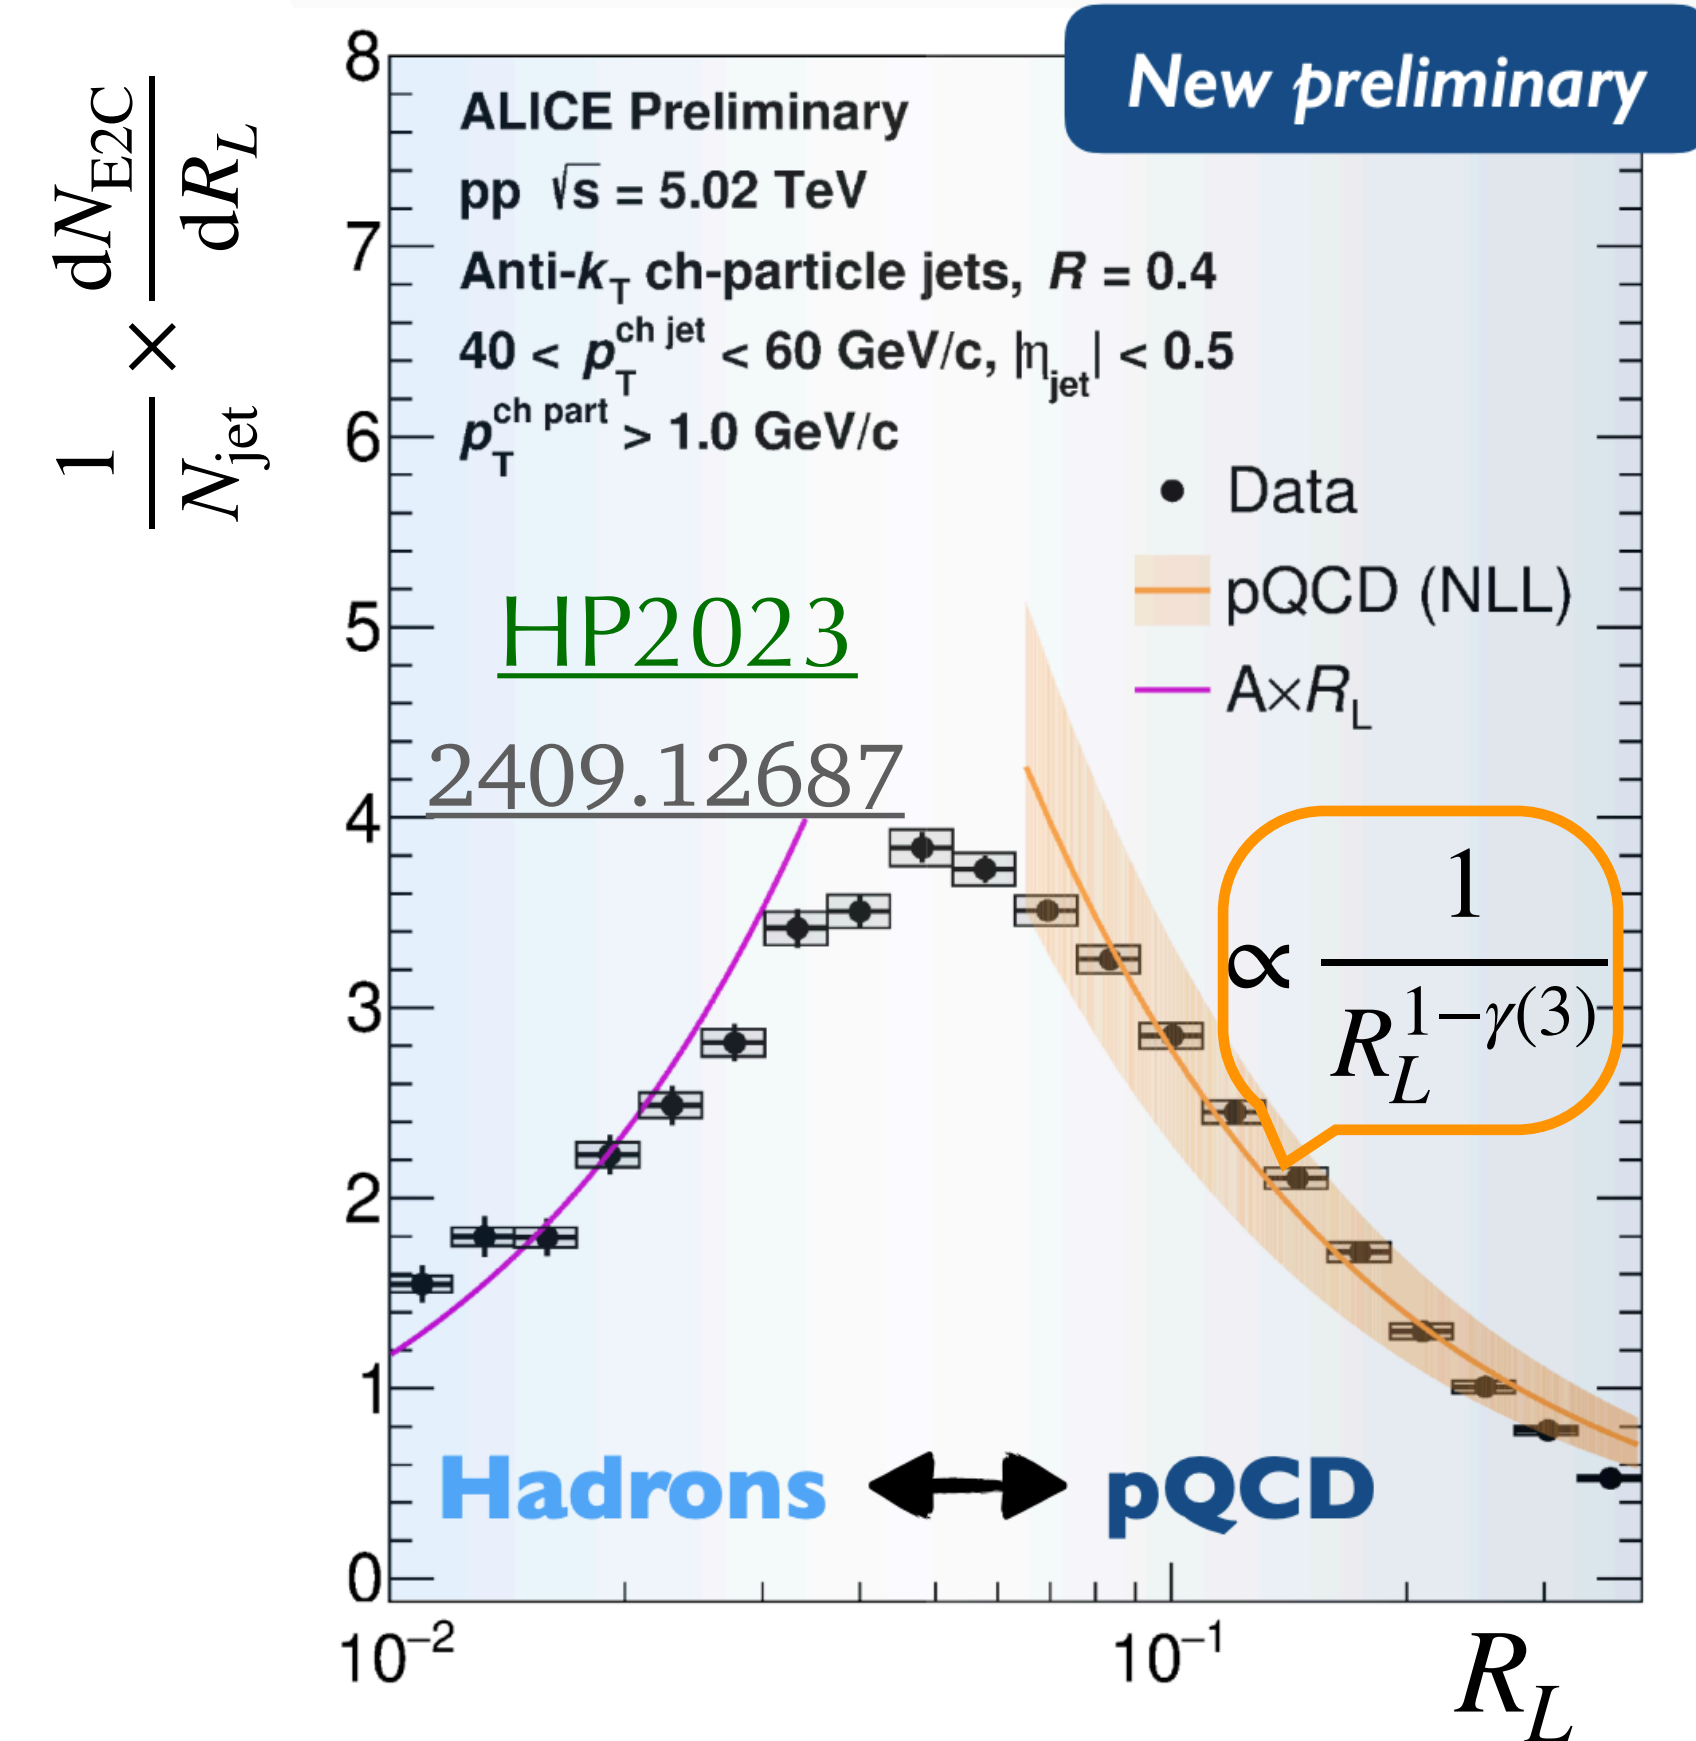 New preliminary
8
7
6
5
4
3
2
1
0
1/N_jet × dN_E2C/dR_L
ALICE Preliminary
pp √s = 5.02 TeV
Anti-k_T ch-particle jets, R = 0.4
40 < p_T^ch jet < 60 GeV/c, |η_jet| < 0.5
p_T^ch part > 1.0 GeV/c
Data
pQCD (NLL)
A×R_L
HP2023
2409.12687
∝ 1/R_L^1−γ(3)
Hadrons
pQCD
10⁻²
10⁻¹
R_L